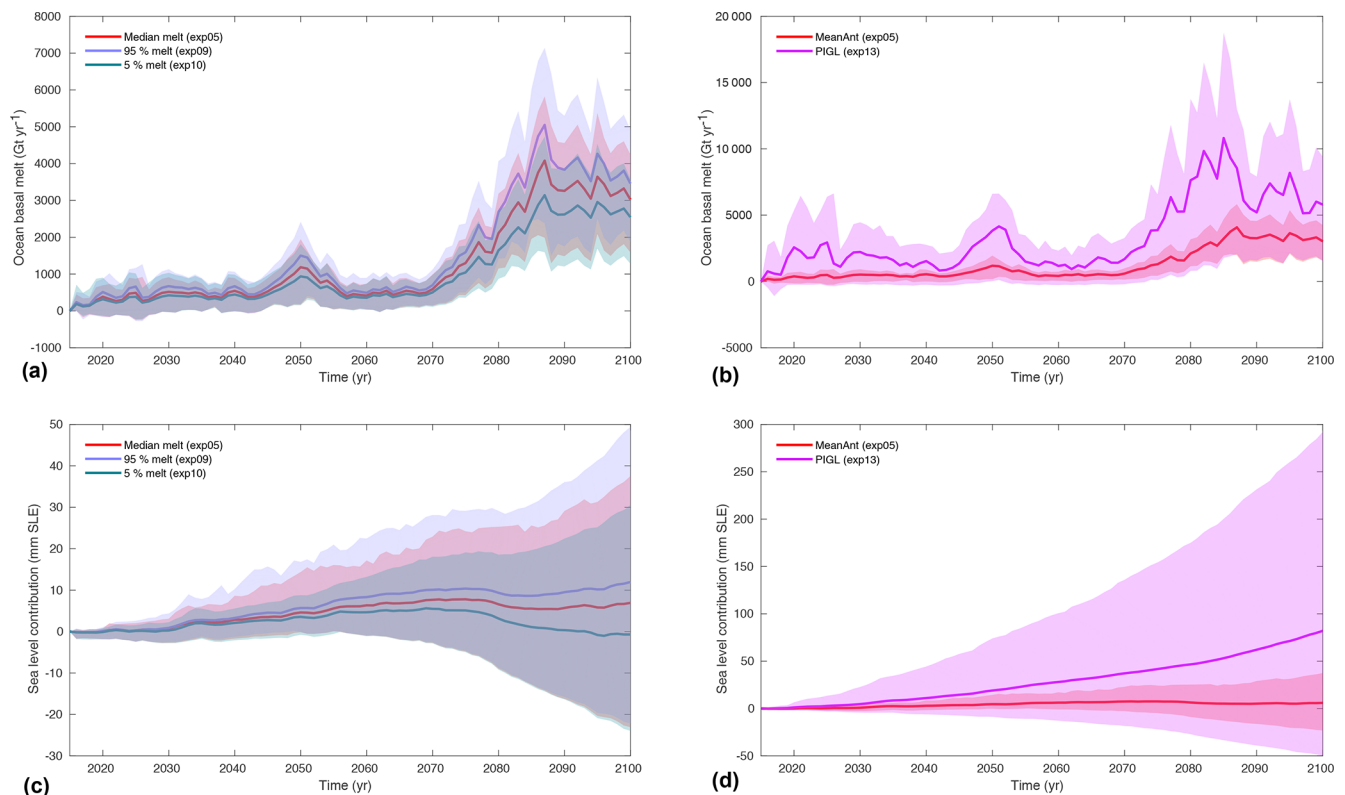 8000
7000
6000
5000
4000
3000
2000
1000
0
-1000
Ocean basal melt (Gt yr-1)
Median melt (exp05)
95 % melt (exp09)
5 % melt (exp10)
2020 2030 2040 2050 2060 2070 2080 2090 2100
Time (yr)
(a)
20 000
15 000
10 000
5000
0
-5000
Ocean basal melt (Gt yr-1)
MeanAnt (exp05)
PIGL (exp13)
2020 2030 2040 2050 2060 2070 2080 2090 2100
Time (yr)
(b)
50
40
30
20
10
0
-10
-20
-30
Sea level contribution (mm SLE)
Median melt (exp05)
95 % melt (exp09)
5 % melt (exp10)
2020 2030 2040 2050 2060 2070 2080 2090 2100
Time (yr)
(c)
300
250
200
150
100
50
0
-50
Sea level contribution (mm SLE)
MeanAnt (exp05)
PIGL (exp13)
2020 2030 2040 2050 2060 2070 2080 2090 2100
Time (yr)
(d)